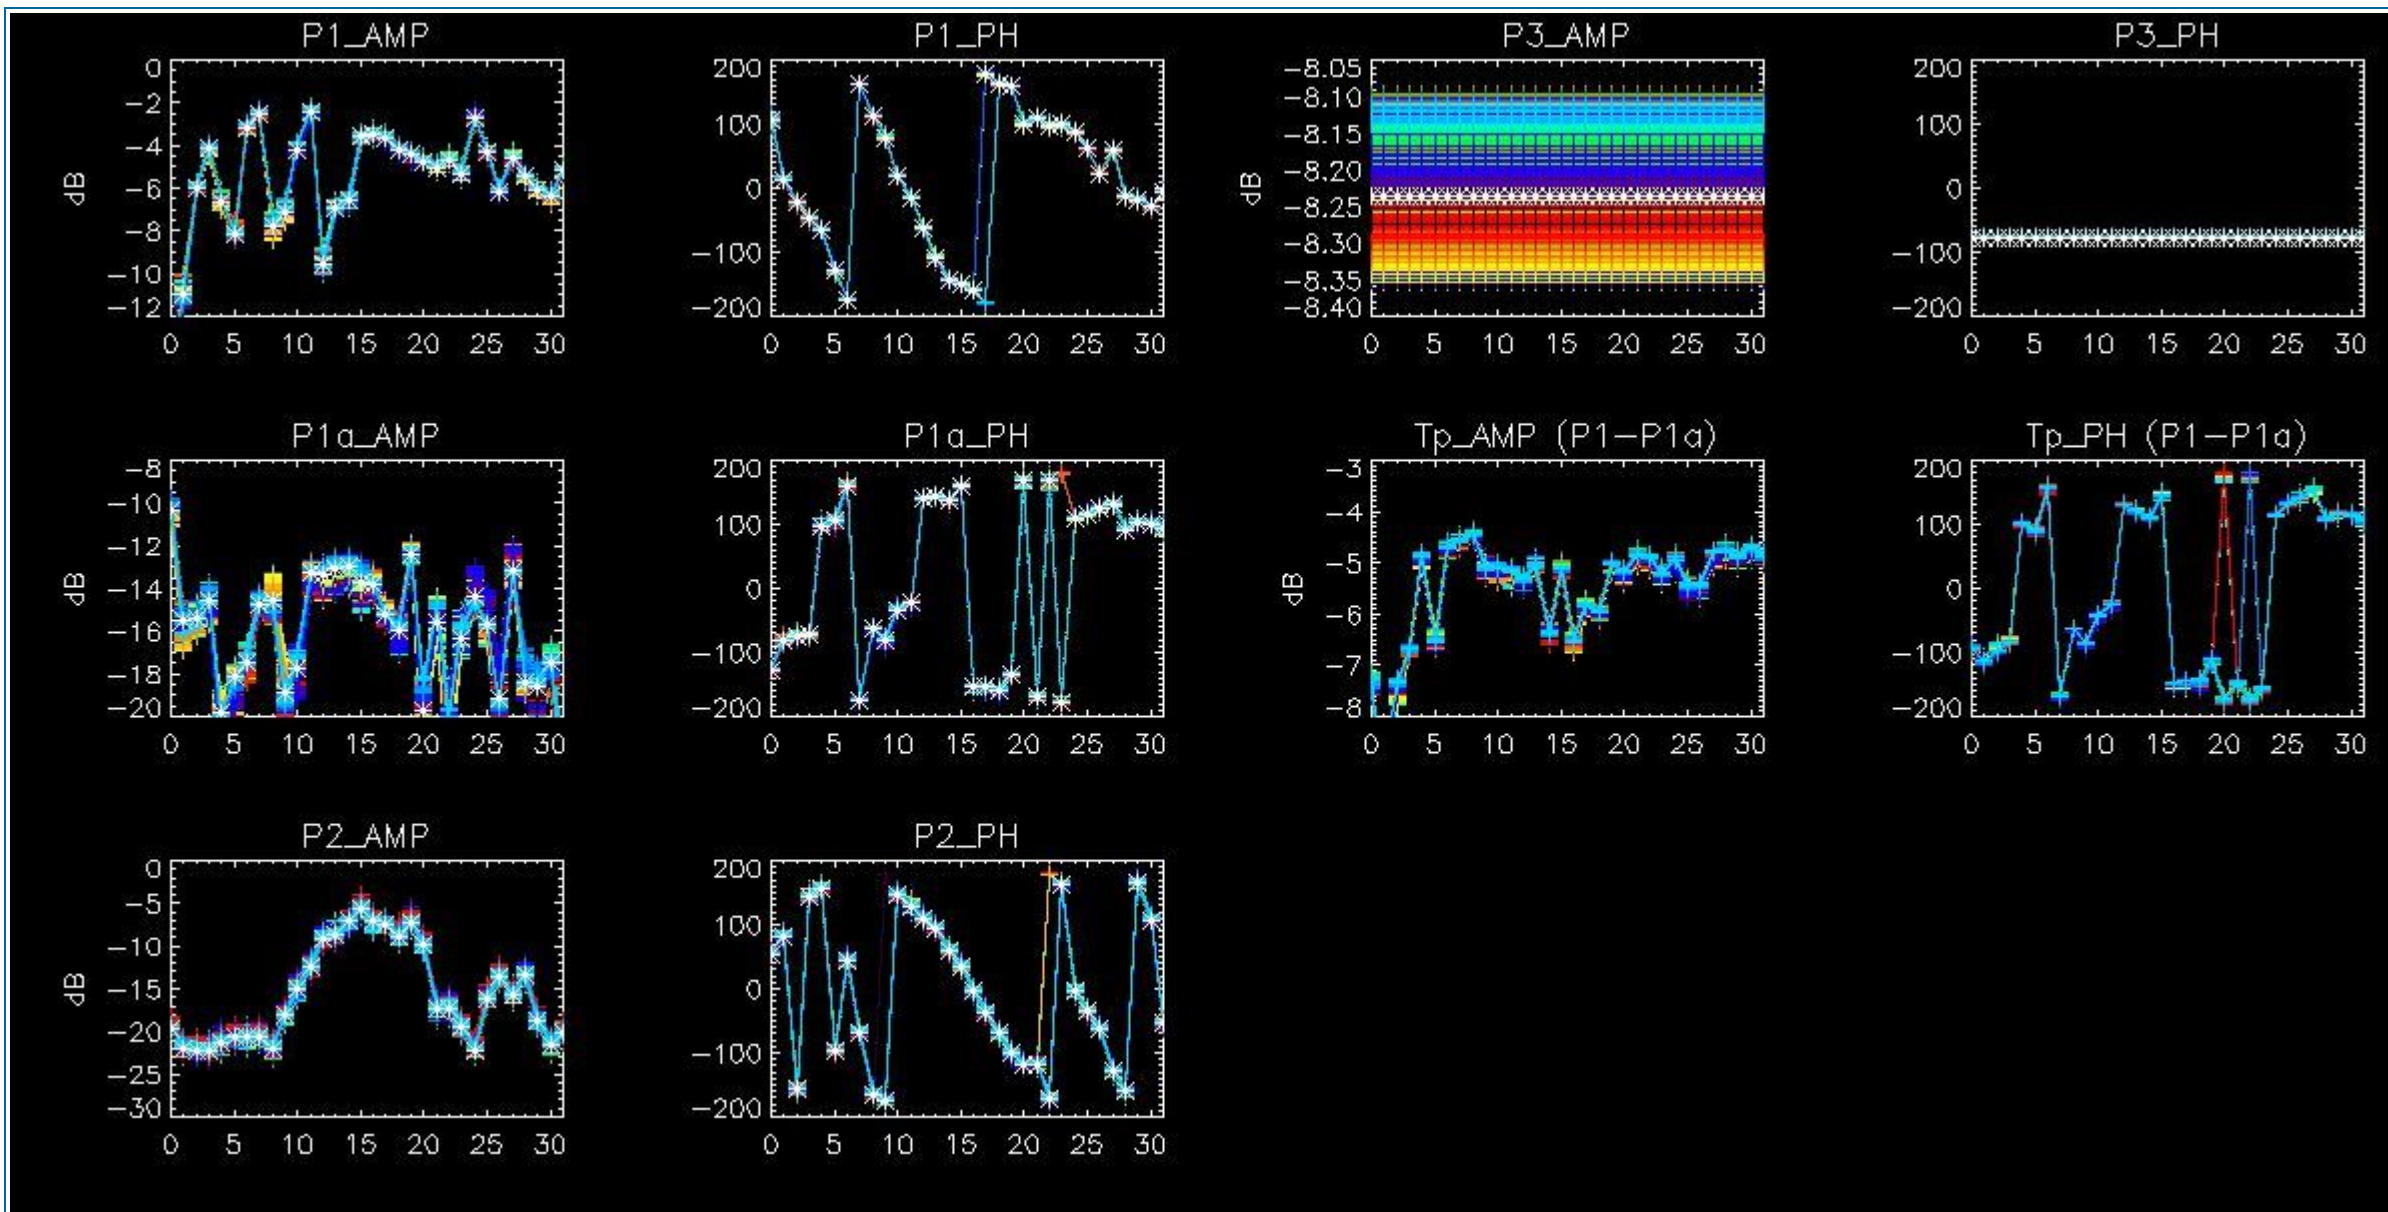 P1_AMP
0
−2
−4
−6
−8
−10
−12
dB
0 5 10 15 20 25 30
P1_PH
200
100
0
−100
−200
0 5 10 15 20 25 30
P3_AMP
−8.05
−8.10
−8.15
−8.20
−8.25
−8.30
−8.35
−8.40
dB
0 5 10 15 20 25 30
P3_PH
200
100
0
−100
−200
0 5 10 15 20 25 30
P1a_AMP
−8
−10
−12
−14
−16
−18
−20
dB
0 5 10 15 20 25 30
P1a_PH
200
100
0
−100
−200
0 5 10 15 20 25 30
Tp_AMP (P1−P1a)
−3
−4
−5
−6
−7
−8
dB
0 5 10 15 20 25 30
Tp_PH (P1−P1a)
200
100
0
−100
−200
0 5 10 15 20 25 30
P2_AMP
0
−5
−10
−15
−20
−25
−30
dB
0 5 10 15 20 25 30
P2_PH
200
100
0
−100
−200
0 5 10 15 20 25 30